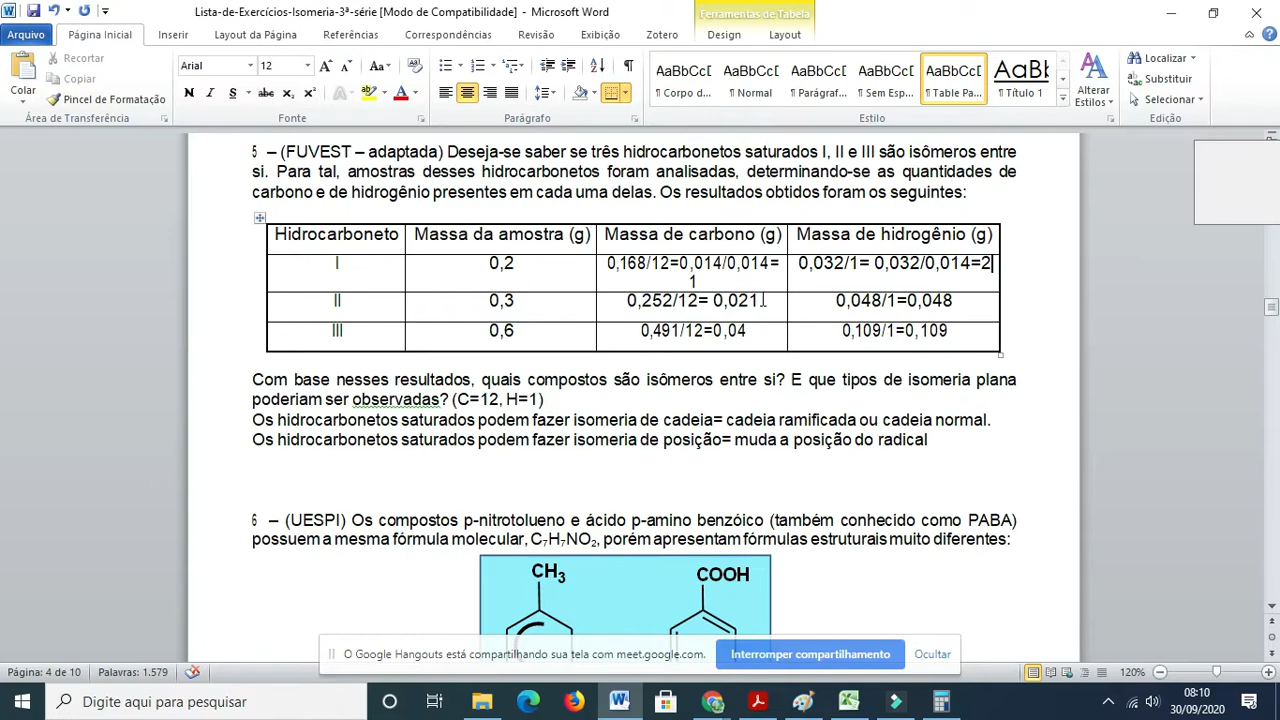 Lista-de-Exercícios-Isomeria-3ª-série [Modo de Compatibilidade] - Microsoft Word
Ferramentas de Tabela
Arquivo Página Inicial Inserir Layout da Página Referências Correspondências Revisão Exibição Zotero Design Layout
Colar
Recortar
Copiar
Pincel de Formatação
Área de Transferência
Arial 12
N I S abc x₂ x² A
Fonte
Parágrafo
AaBbCcD AaBbCcD AaBbCcD AaBbCcD AaBbCcD AaBb
¶ Corpo d... ¶ Normal ¶ Parágraf... ¶ Sem Esp... ¶ Table Pa... ¶ Título 1
Alterar Estilos
Estilo
Localizar
Substituir
Selecionar
Edição
5 – (FUVEST – adaptada) Deseja-se saber se três hidrocarbonetos saturados I, II e III são isômeros entre
si. Para tal, amostras desses hidrocarbonetos foram analisadas, determinando-se as quantidades de
carbono e de hidrogênio presentes em cada uma delas. Os resultados obtidos foram os seguintes:
Hidrocarboneto Massa da amostra (g) Massa de carbono (g) Massa de hidrogênio (g)
I 0,2 0,168/12=0,014/0,014= 0,032/1= 0,032/0,014=2
1
II 0,3 0,252/12= 0,021 0,048/1=0,048
III 0,6 0,491/12=0,04 0,109/1=0,109
Com base nesses resultados, quais compostos são isômeros entre si? E que tipos de isomeria plana
poderiam ser observadas? (C=12, H=1)
Os hidrocarbonetos saturados podem fazer isomeria de cadeia= cadeia ramificada ou cadeia normal.
Os hidrocarbonetos saturados podem fazer isomeria de posição= muda a posição do radical
6 – (UESPI) Os compostos p-nitrotolueno e ácido p-amino benzóico (também conhecido como PABA)
possuem a mesma fórmula molecular, C₇H₇NO₂, porém apresentam fórmulas estruturais muito diferentes:
CH₃ COOH
O Google Hangouts está compartilhando sua tela com meet.google.com. Interromper compartilhamento Ocultar
Página: 4 de 10 Palavras: 1.579 120%
Digite aqui para pesquisar
08:10
30/09/2020